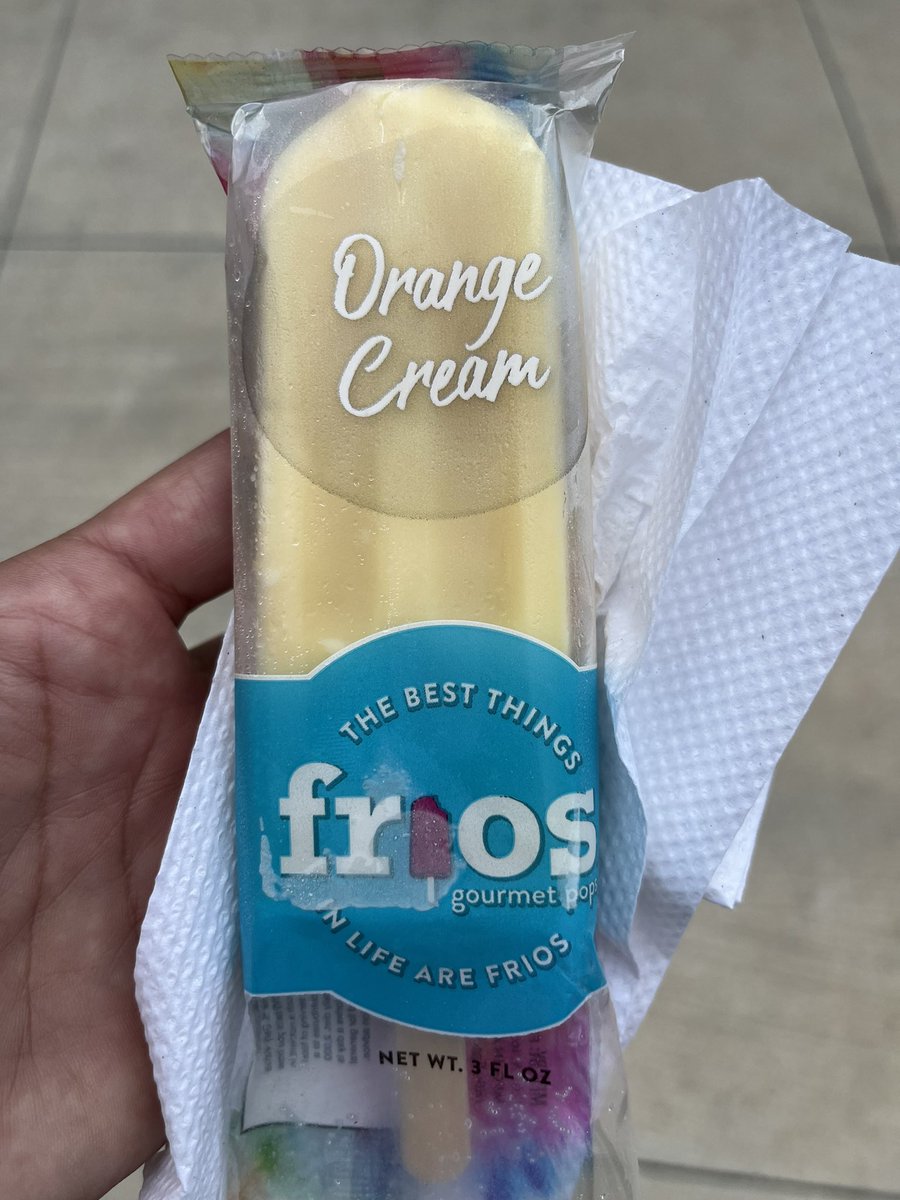 Orange
Cream
THE BEST THINGS
frios
gourmet pops
IN LIFE ARE FRIOS
NET WT. 3 FL OZ